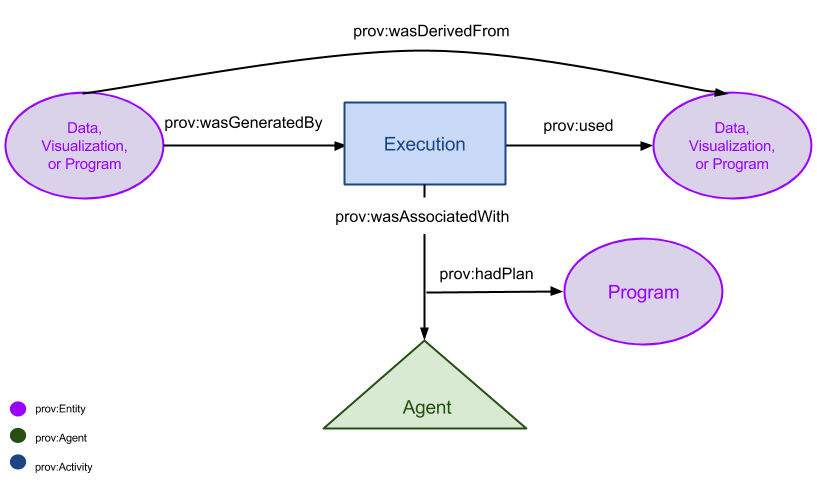 prov:wasDerivedFrom
prov:wasGeneratedBy
prov:used
Data,
Visualization,
or Program
Execution
Data,
Visualization,
or Program
prov:wasAssociatedWith
prov:hadPlan
Program
Agent
prov:Entity
prov:Agent
prov:Activity